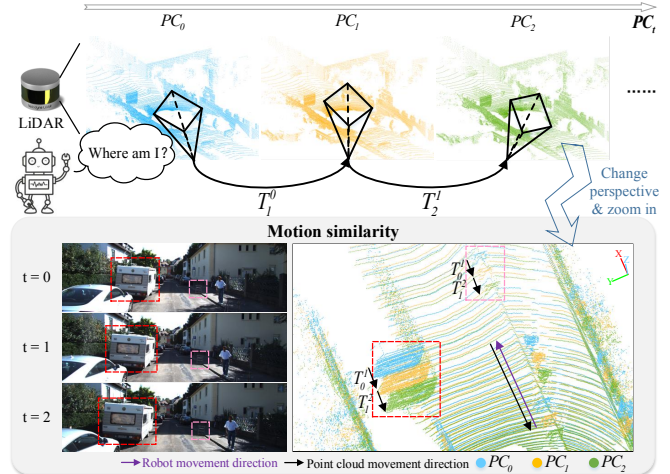 PC₀ PC₁ PC₂ PCₜ
LiDAR
Where am I?
......
T₁⁰ T₂¹
Change
perspective
& zoom in
Motion similarity
t = 0
t = 1
t = 2
T₀¹
T₁²
T₀¹
T₁²
X
Y
Robot movement direction
Point cloud movement direction
PC₀ PC₁ PC₂